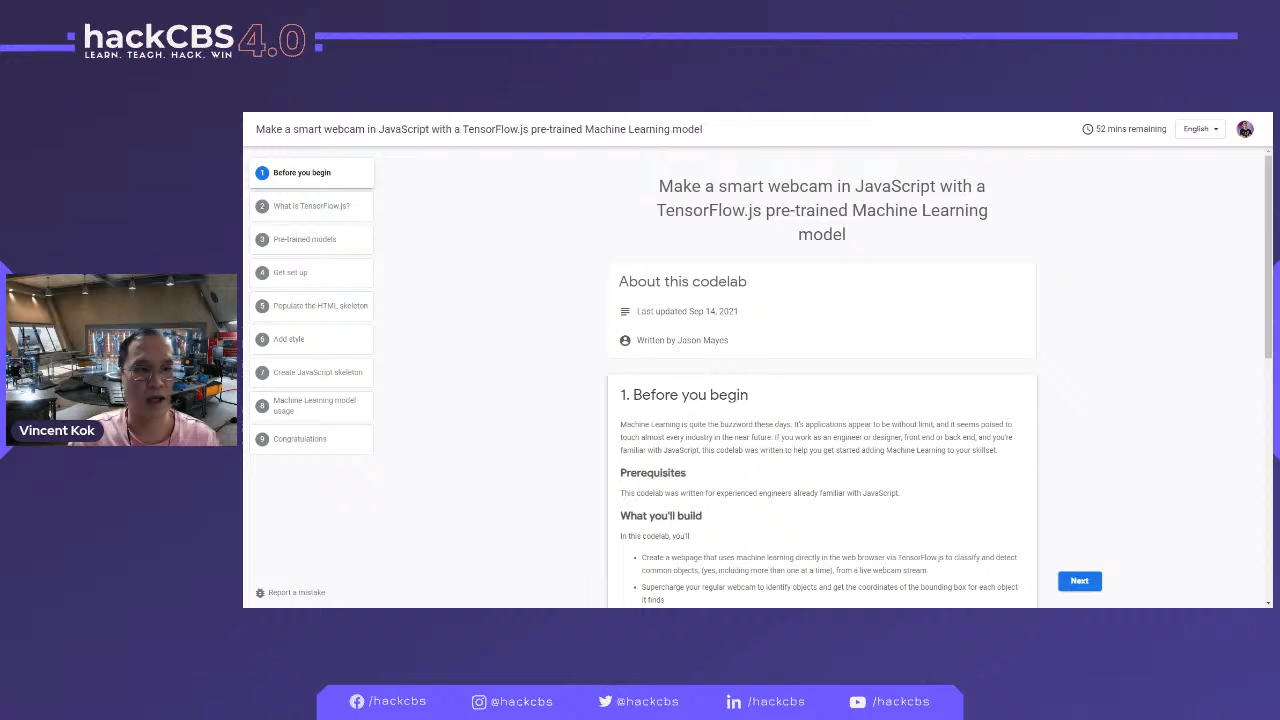 hackCBS 4.0
LEARN. TEACH. HACK. WIN
Make a smart webcam in JavaScript with a TensorFlow.js pre-trained Machine Learning model
52 mins remaining
English
1 Before you begin
2 What is TensorFlow.js?
3 Pre-trained models
4 Get set up
5 Populate the HTML skeleton
6 Add style
7 Create JavaScript skeleton
8 Machine Learning model
usage
9 Congratulations
Report a mistake
Make a smart webcam in JavaScript with a
TensorFlow.js pre-trained Machine Learning
model
About this codelab
Last updated Sep 14, 2021
Written by Jason Mayes
1. Before you begin
Machine Learning is quite the buzzword these days. It's applications appear to be without limit, and it seems poised to
touch almost every industry in the near future. If you work as an engineer or designer, front end or back end, and you're
familiar with JavaScript, this codelab was written to help you get started adding Machine Learning to your skillset.
Prerequisites
This codelab was written for experienced engineers already familiar with JavaScript.
What you'll build
In this codelab, you'll
• Create a webpage that uses machine learning directly in the web browser via TensorFlow.js to classify and detect
common objects, (yes, including more than one at a time), from a live webcam stream.
• Supercharge your regular webcam to identify objects and get the coordinates of the bounding box for each object
it finds
Next
Vincent Kok
/hackcbs
@hackcbs
@hackcbs
/hackcbs
/hackcbs